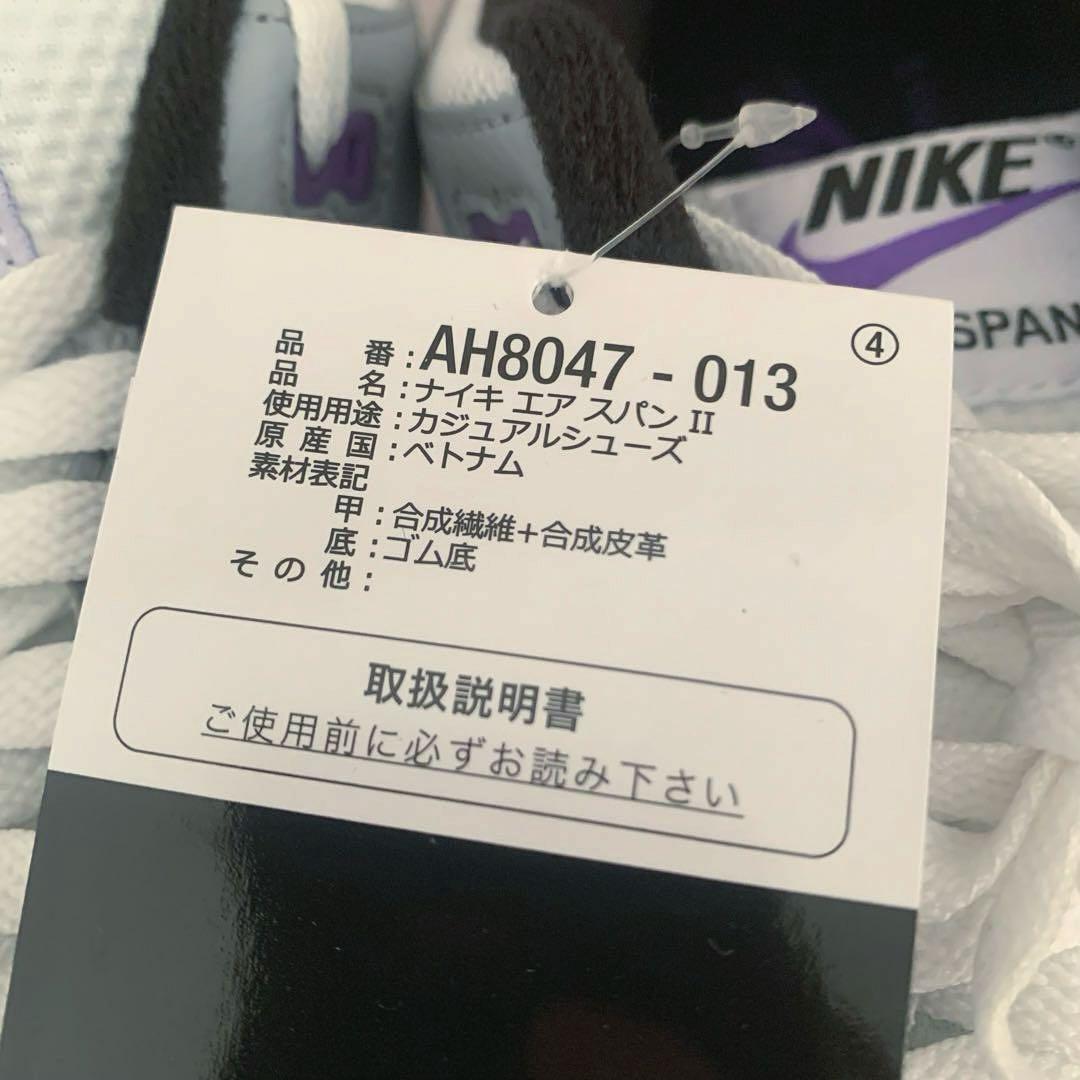 NIKE
SPAN
④
品番：AH8047 - 013
品名：ナイキ エア スパン II
使用用途：カジュアルシューズ
原産国：ベトナム
素材表記
甲：合成繊維+合成皮革
底：ゴム底
その他：
取扱説明書
ご使用前に必ずお読み下さい